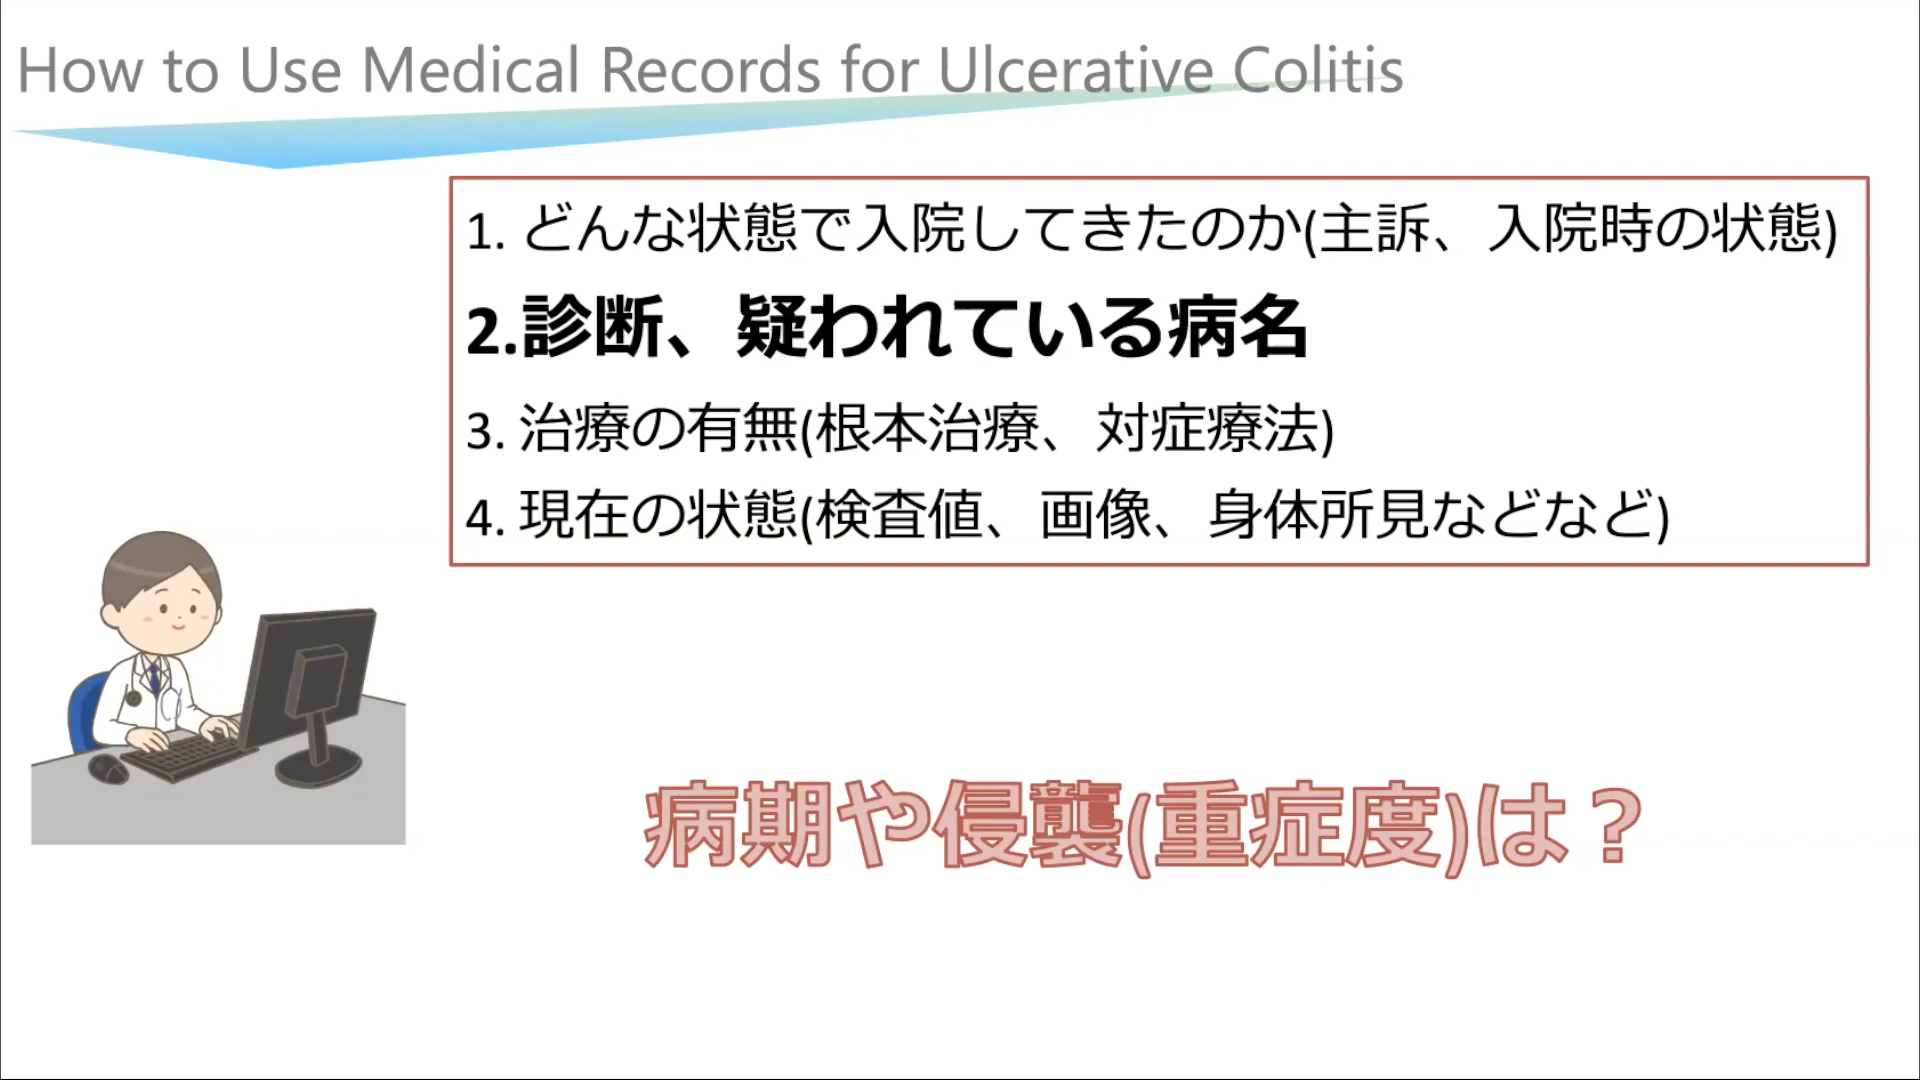 How to Use Medical Records for Ulcerative Colitis
1. どんな状態で入院してきたのか(主訴、入院時の状態)
2.診断、疑われている病名
3. 治療の有無(根本治療、対症療法)
4. 現在の状態(検査値、画像、身体所見などなど)
病期や侵襲(重症度)は？